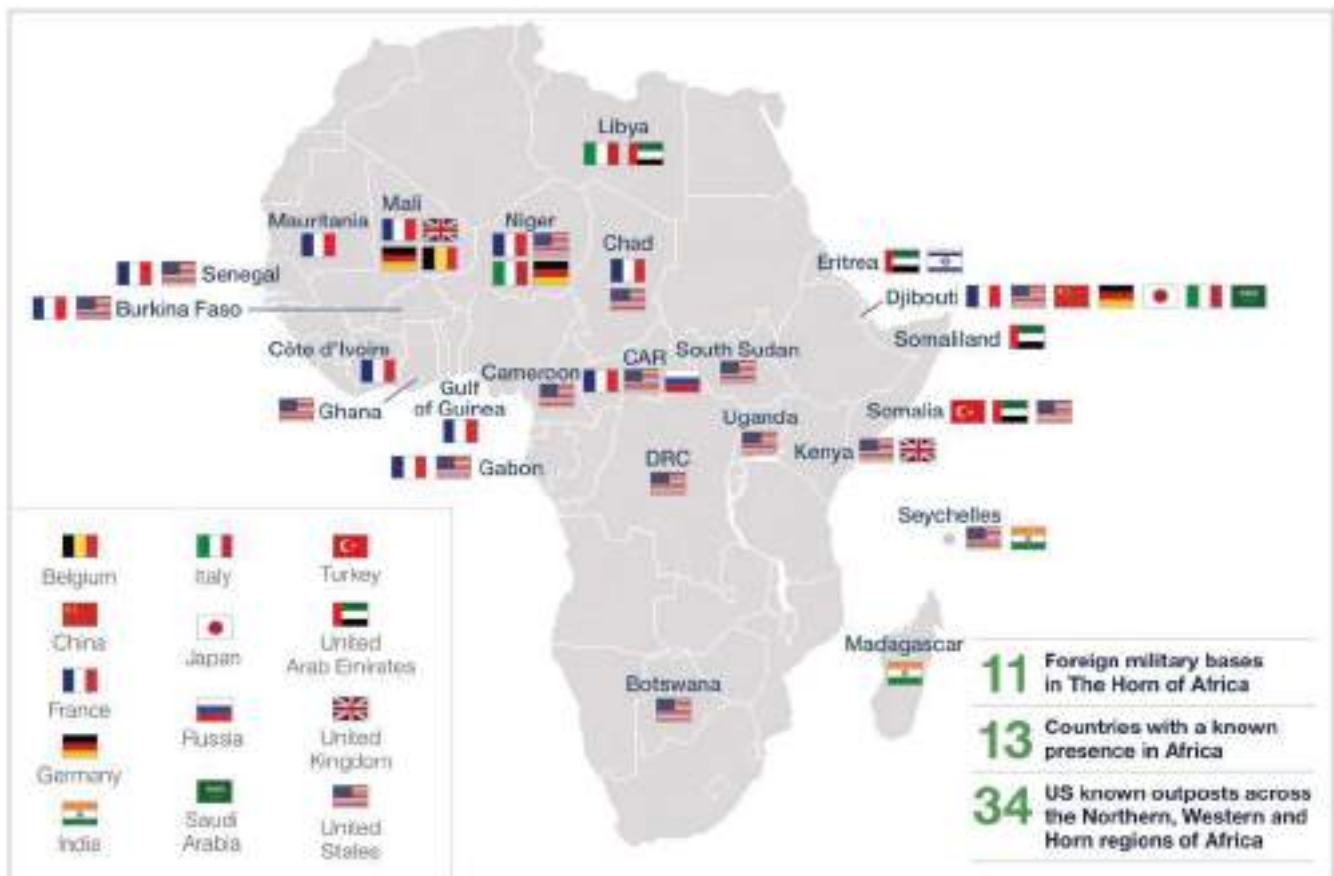 Libya
Mali
Mauritania
Niger
Chad
Eritrea
Senegal
Djibouti
Burkina Faso
Somaliland
Côte d'Ivoire
CAR
South Sudan
Cameroon
Gulf
of Guinea
Ghana
Uganda
Somalia
Kenya
DRC
Gabon
Seychelles
Madagascar
Botswana
Belgium
Italy
Turkey
China
Japan
United
Arab Emirates
France
Russia
United
Kingdom
Germany
India
Saudi
Arabia
United
States
11 Foreign military bases
in The Horn of Africa
13 Countries with a known
presence in Africa
34 US known outposts across
the Northern, Western and
Horn regions of Africa